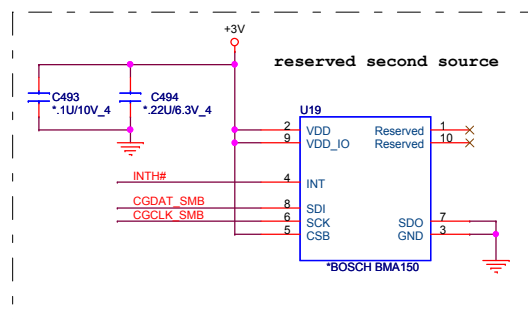 +3V
reserved second source
C493
*.1U/10V_4
C494
*.22U/6.3V_4
U19
2 VDD Reserved 1
9 VDD_IO Reserved 10
INTH# 4 INT
CGDAT_SMB 8 SDI
CGCLK_SMB 6 SCK SDO 7
5 CSB GND 3
*BOSCH BMA150